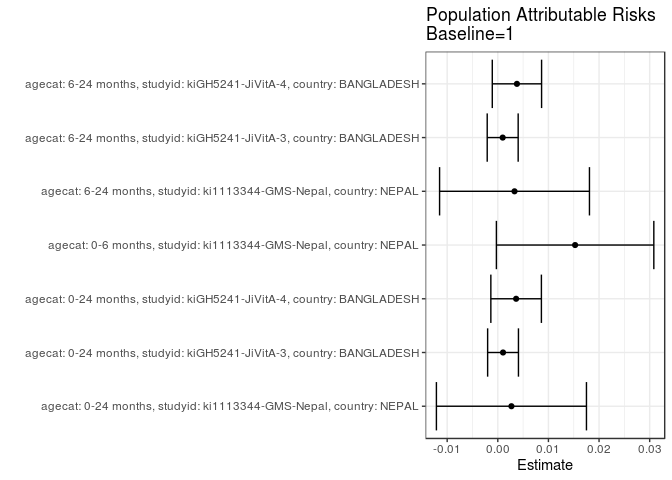 Population Attributable Risks
Baseline=1
agecat: 6-24 months, studyid: kiGH5241-JiVitA-4, country: BANGLADESH
agecat: 6-24 months, studyid: kiGH5241-JiVitA-3, country: BANGLADESH
agecat: 6-24 months, studyid: ki1113344-GMS-Nepal, country: NEPAL
agecat: 0-6 months, studyid: ki1113344-GMS-Nepal, country: NEPAL
agecat: 0-24 months, studyid: kiGH5241-JiVitA-4, country: BANGLADESH
agecat: 0-24 months, studyid: kiGH5241-JiVitA-3, country: BANGLADESH
agecat: 0-24 months, studyid: ki1113344-GMS-Nepal, country: NEPAL
-0.01 0.00 0.01 0.02 0.03
Estimate